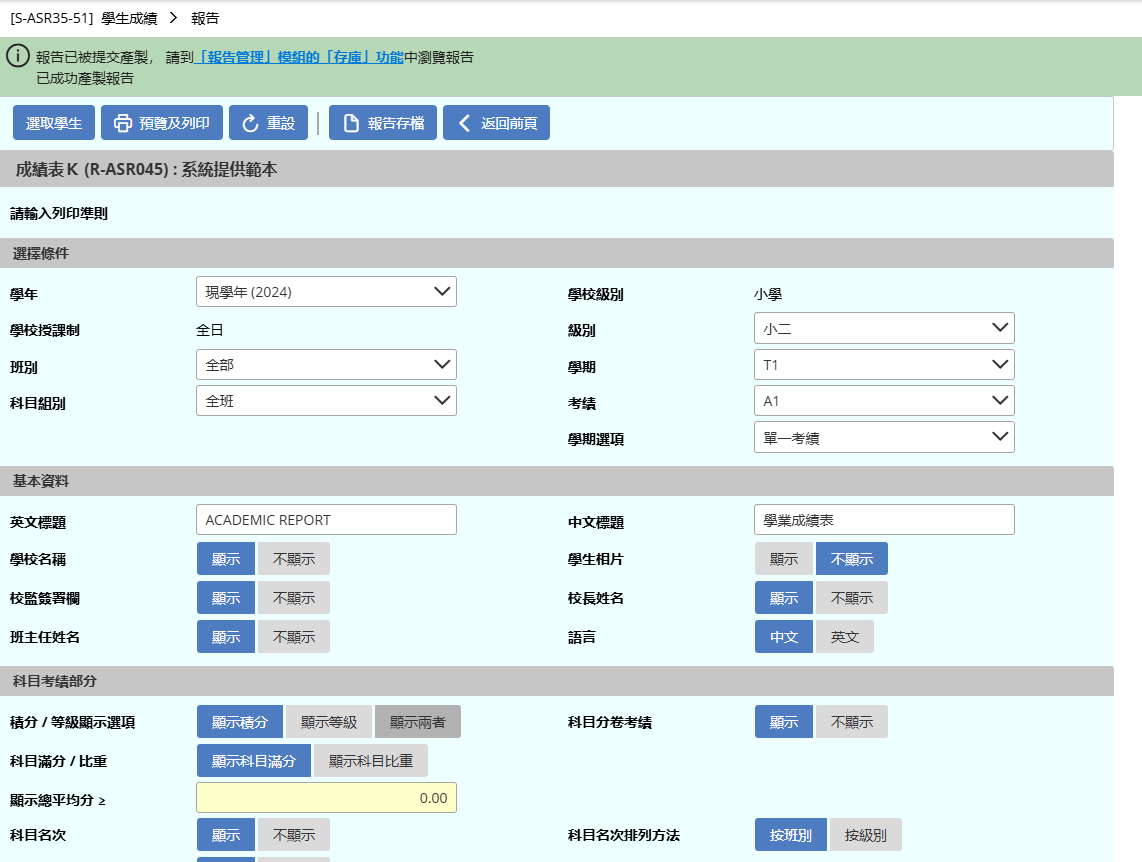 [S-ASR35-51] 學生成績 > 報告
報告已被提交產製， 請到「報告管理」模組的「存庫」功能中瀏覽報告
已成功產製報告
選取學生 預覽及列印 重設 報告存檔 返回前頁
成績表 K (R-ASR045) : 系統提供範本
請輸入列印準則
選擇條件
學年 現學年 (2024) 學校級別 小學
學校授課制 全日 級別 小二
班別 全部 學期 T1
科目組別 全班 考績 A1
學期選項 單一考績
基本資料
英文標題 ACADEMIC REPORT 中文標題 學業成績表
學校名稱 顯示 不顯示 學生相片 顯示 不顯示
校監簽署欄 顯示 不顯示 校長姓名 顯示 不顯示
班主任姓名 顯示 不顯示 語言 中文 英文
科目考績部分
積分 / 等級顯示選項 顯示積分 顯示等級 顯示兩者 科目分卷考績 顯示 不顯示
科目滿分 / 比重 顯示科目滿分 顯示科目比重
顯示總平均分 ≥ 0.00
科目名次 顯示 不顯示 科目名次排列方法 按班別 按級別